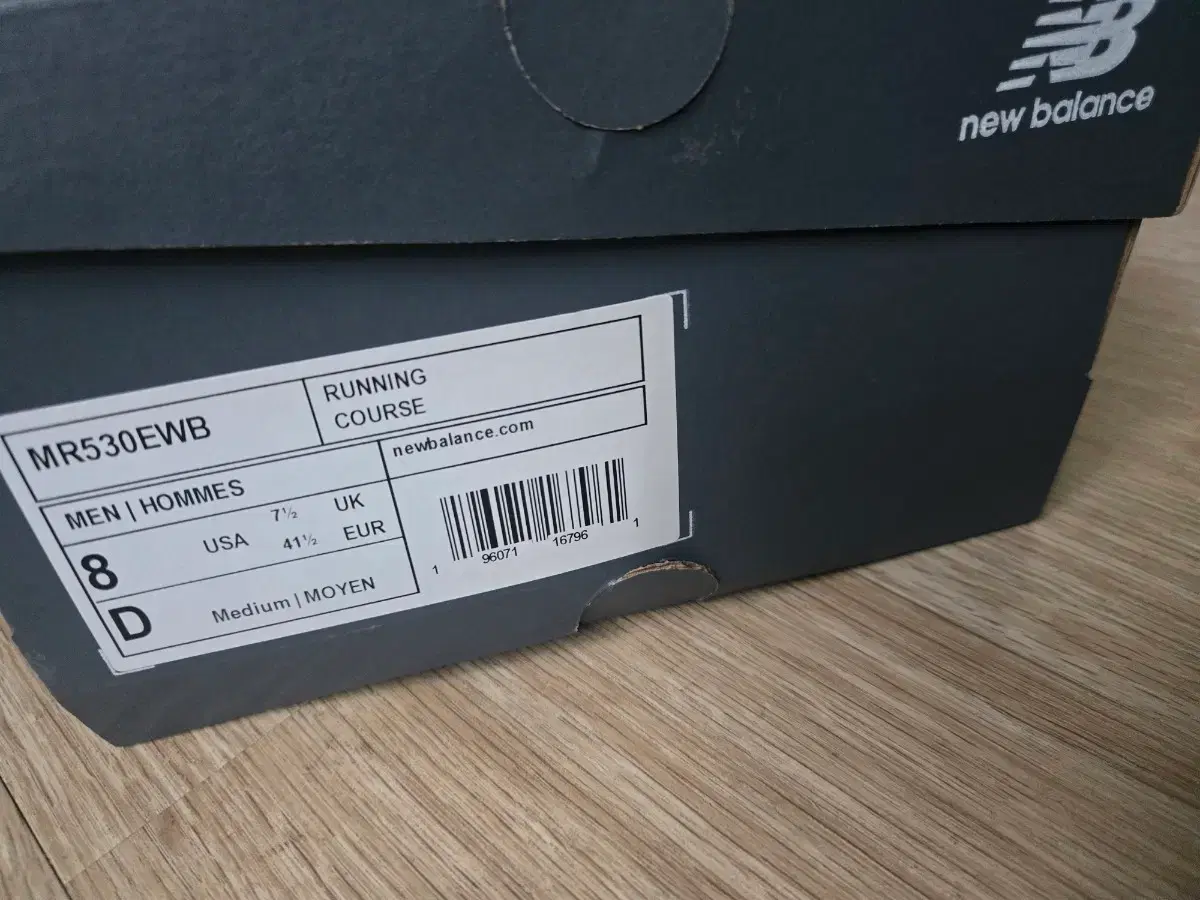 NB
new balance
MR530EWB
RUNNING
COURSE
MEN | HOMMES
newbalance.com
8 USA 7½ UK
41½ EUR
D Medium | MOYEN
1 96071 16796 1